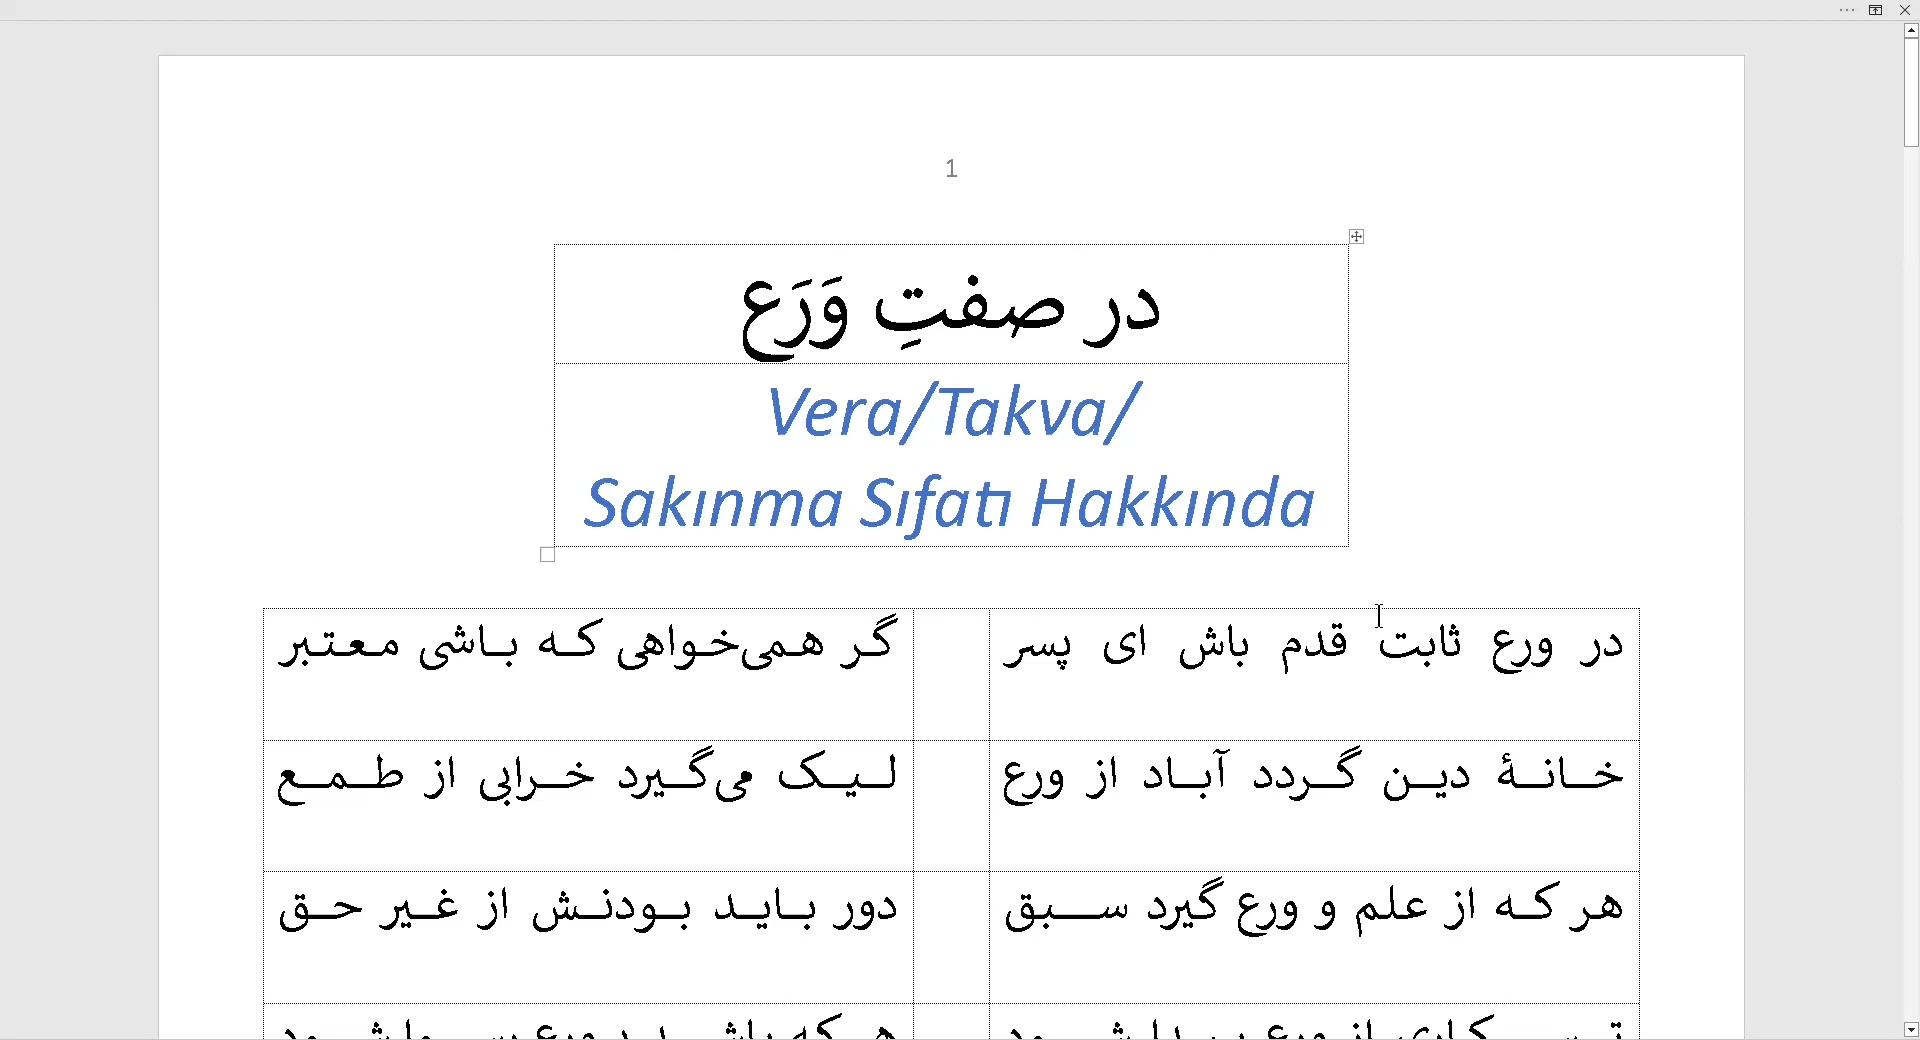 1
در صفتِ وَرَع
Vera/Takva/
Sakınma Sıfatı Hakkında
در ورع ثابت قدم باش ای پسر
گر همی‌خواهی که باشی معتبر
خانهٔ دین گردد آباد از ورع
لیک می‌گیرد خرابی از طمع
هر که از علم و ورع گیرد سبق
دور باید بودنش از غیر حق